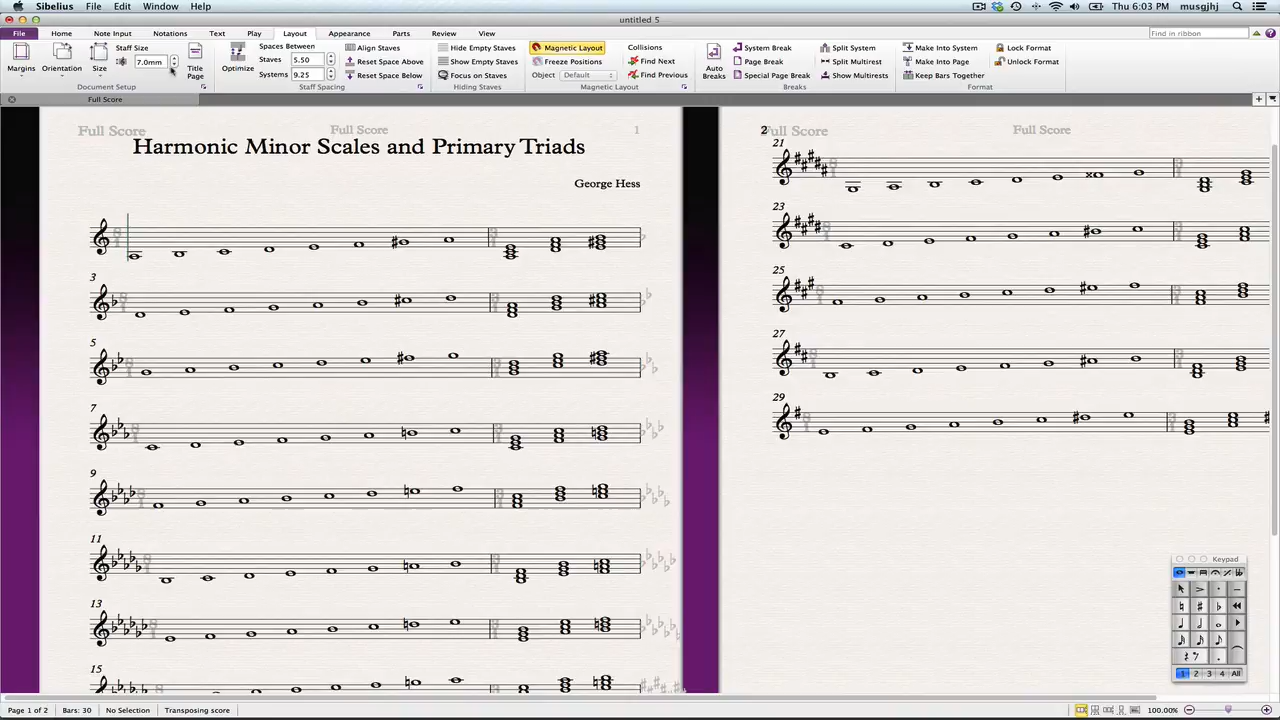 Sibelius File Edit View Window Help Thu 6:03 PM musgjhj
untitled 5
File Home Note Input Notations Text Play Layout Appearance Parts Review View Find in ribbon
Margins Orientation Size Staff Size 7.0mm Title Page
Document Setup
Optimize Spaces Between Staves 5.50 Systems 9.25 Align Staves Reset Space Above Reset Space Below
Staff Spacing
Hide Empty Staves Show Empty Staves Focus on Staves
Hiding Staves
Magnetic Layout Freeze Positions Object Default Collisions Find Next Find Previous
Magnetic Layout
Auto Breaks System Break Page Break Special Page Break Split System Split Multirest Show Multirests
Breaks
Make Into System Make Into Page Keep Bars Together Lock Format Unlock Format
Format
Full Score
Full Score Full Score 1
Harmonic Minor Scales and Primary Triads
George Hess
3
5
7
9
11
13
15
2 Full Score Full Score
21
23
25
27
29
Keypad
1 2 3 4 All
Page 1 of 2 Bars: 30 No Selection Transposing score 100.00%